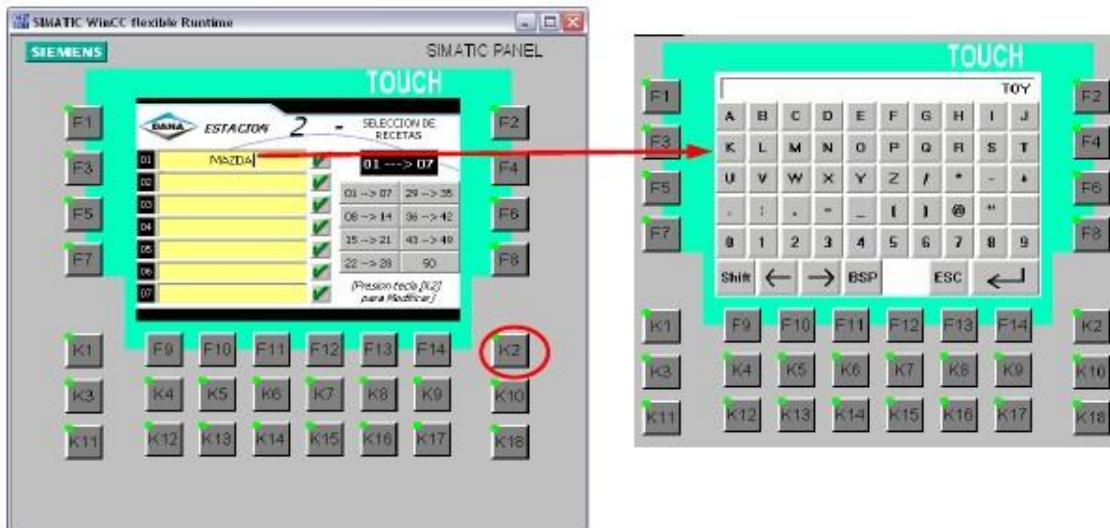 SIMATIC WinCC flexible Runtime
SIEMENS
SIMATIC PANEL
TOUCH
F1 F2
DANA ESTACION 2 - SELECCION DE
RECETAS
F3 F4
01 MAZDA
01 ---> 07
02
01 --> 07 29 --> 35
03
F5 F6
08 --> 14 36 --> 42
04
15 --> 21 43 --> 49
05
F7 F8
22 --> 28 50
06
(Presion tecla [K2]
07
para Modificar)
K1 F9 F10 F11 F12 F13 F14 K2
K3 K4 K5 K6 K7 K8 K9 K10
K11 K12 K13 K14 K15 K16 K17 K18
TOUCH
TOY
F1 F2
A B C D E F G H I J
F3 F4
K L M N O P Q R S T
F5 F6
U V W X Y Z / * - +
. : , = _ ( ) @ "
F7 F8
0 1 2 3 4 5 6 7 8 9
Shift ← → BSP ESC
K1 F9 F10 F11 F12 F13 F14 K2
K3 K4 K5 K6 K7 K8 K9 K10
K11 K12 K13 K14 K15 K16 K17 K18